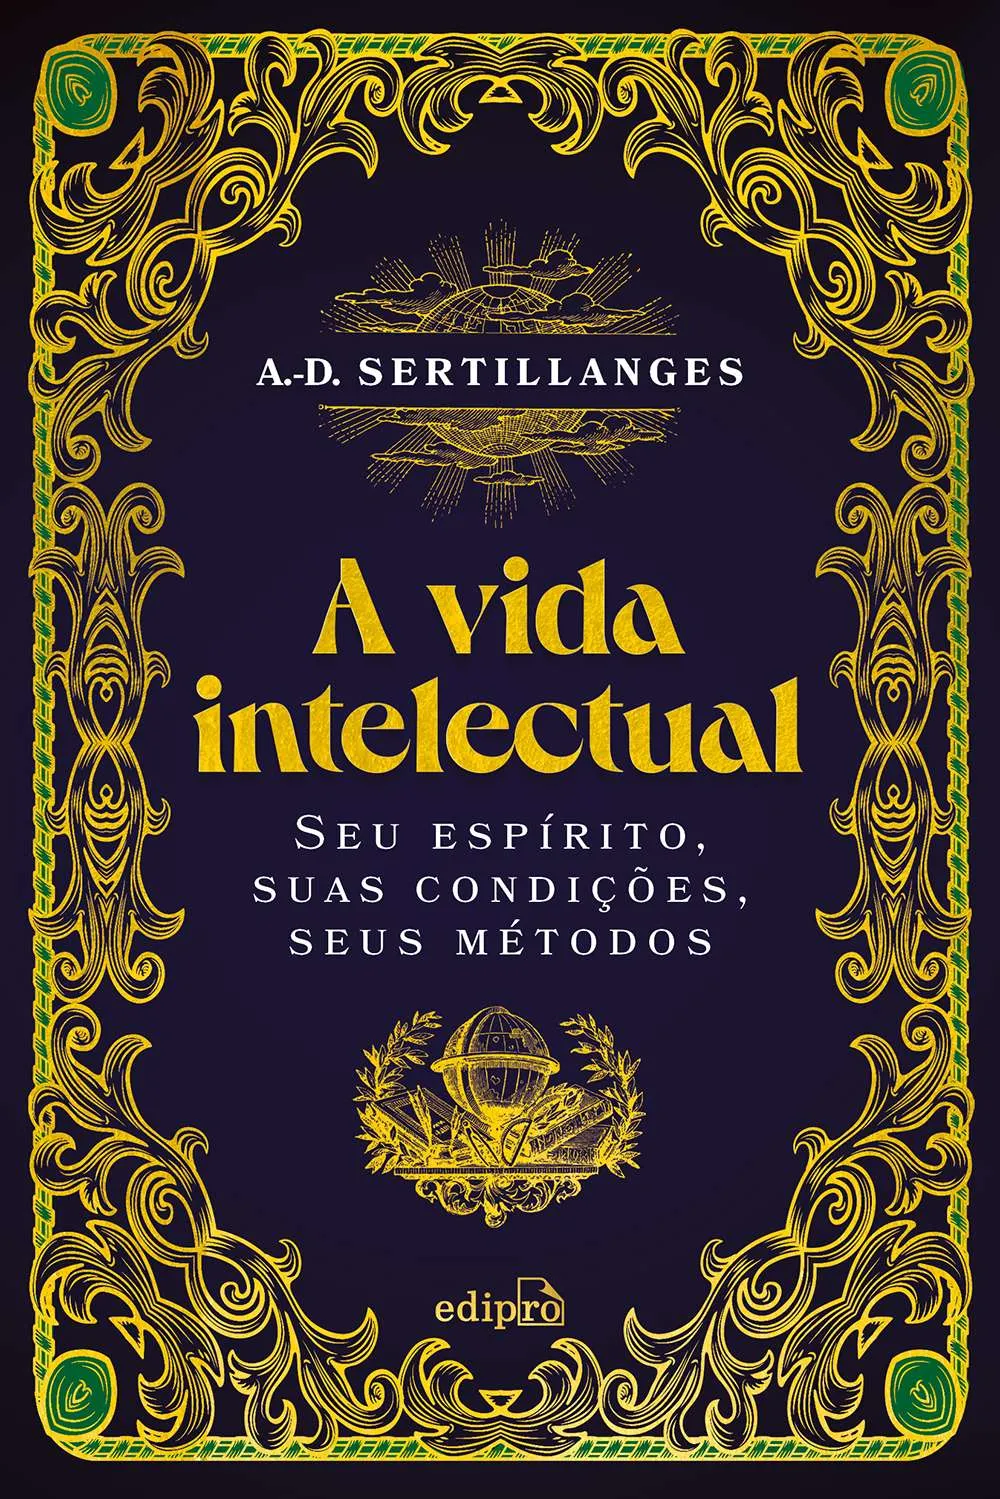 A.-D. SERTILLANGES
A vida
intelectual
SEU ESPÍRITO,
SUAS CONDIÇÕES,
SEUS MÉTODOS
edipro